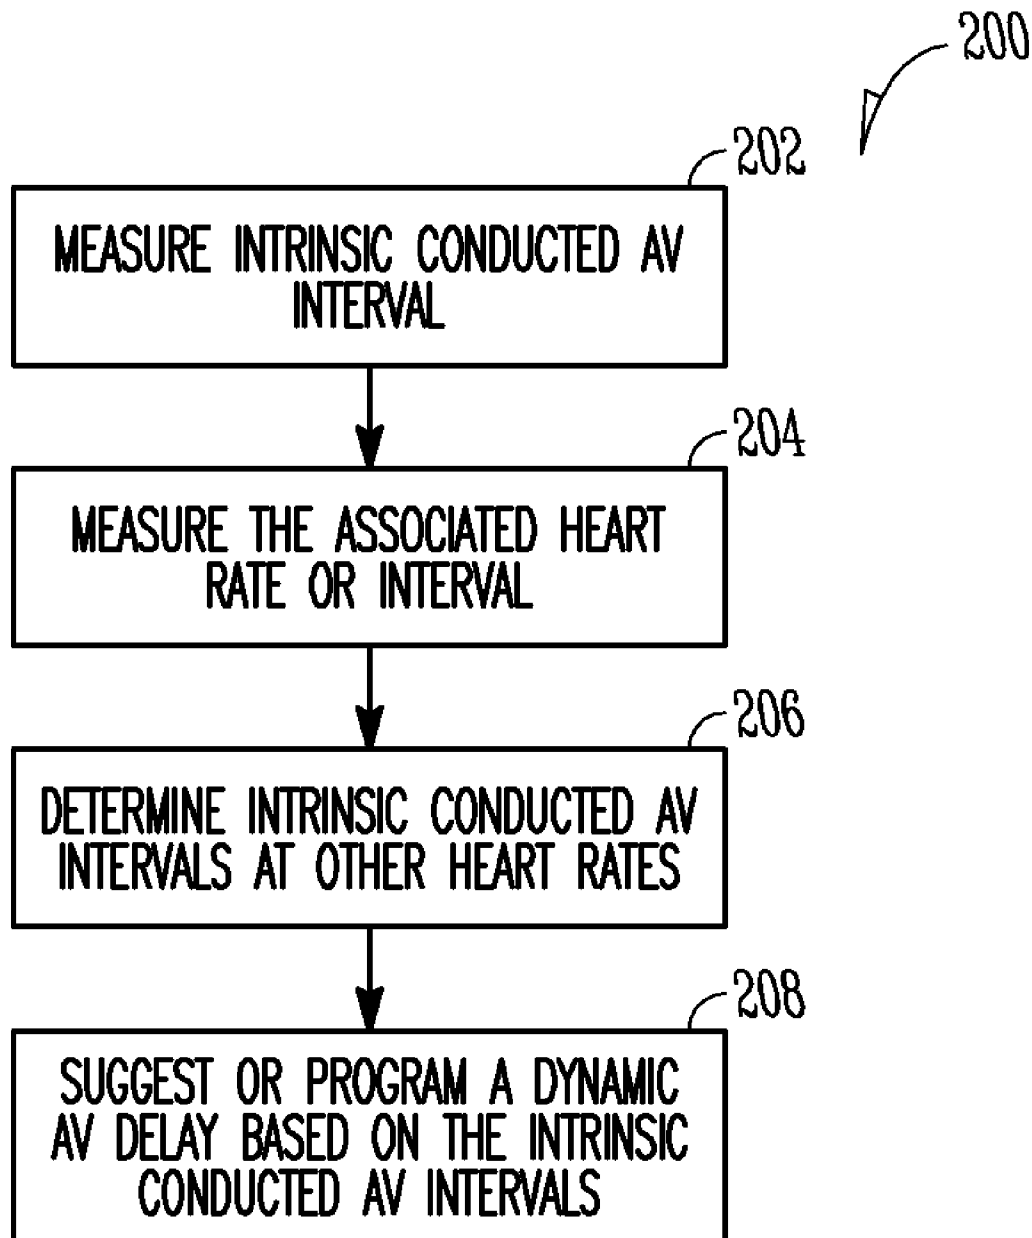 200
202
MEASURE INTRINSIC CONDUCTED AV
INTERVAL
204
MEASURE THE ASSOCIATED HEART
RATE OR INTERVAL
206
DETERMINE INTRINSIC CONDUCTED AV
INTERVALS AT OTHER HEART RATES
208
SUGGEST OR PROGRAM A DYNAMIC
AV DELAY BASED ON THE INTRINSIC
CONDUCTED AV INTERVALS